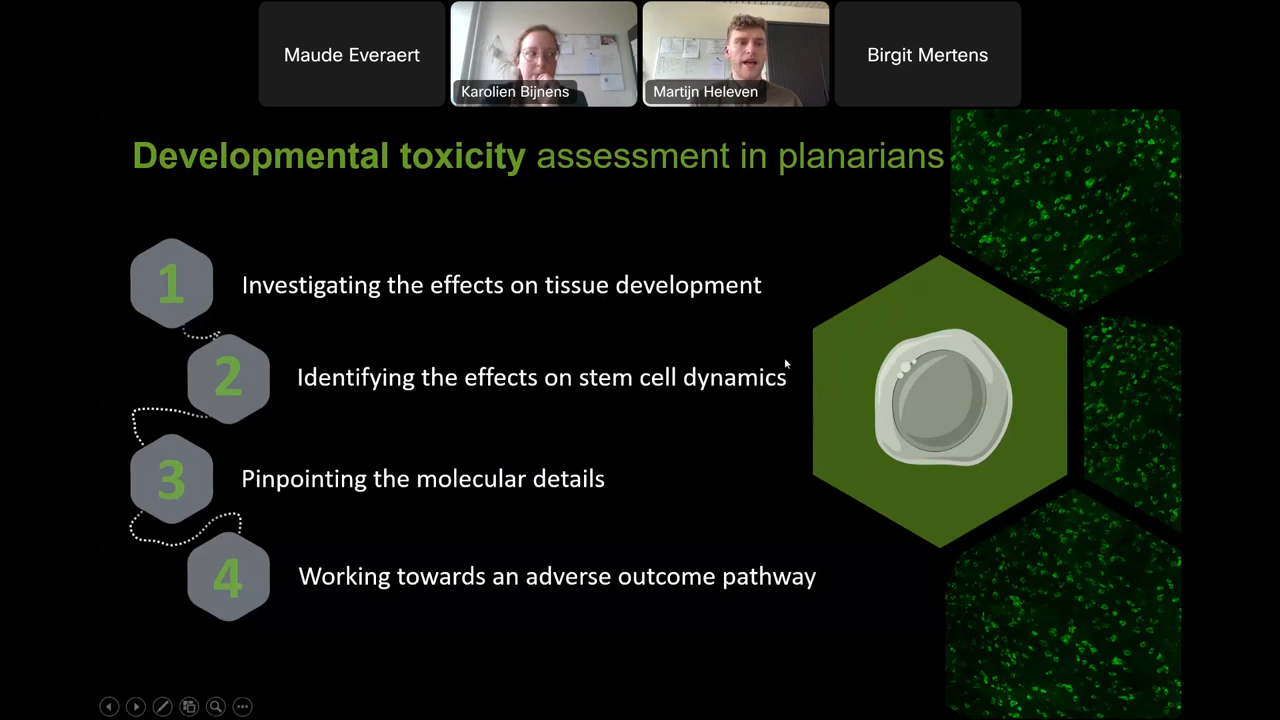 Maude Everaert
Karolien Bijnens
Martijn Heleven
Birgit Mertens
Developmental toxicity assessment in planarians
1
Investigating the effects on tissue development
2
Identifying the effects on stem cell dynamics
3
Pinpointing the molecular details
4
Working towards an adverse outcome pathway